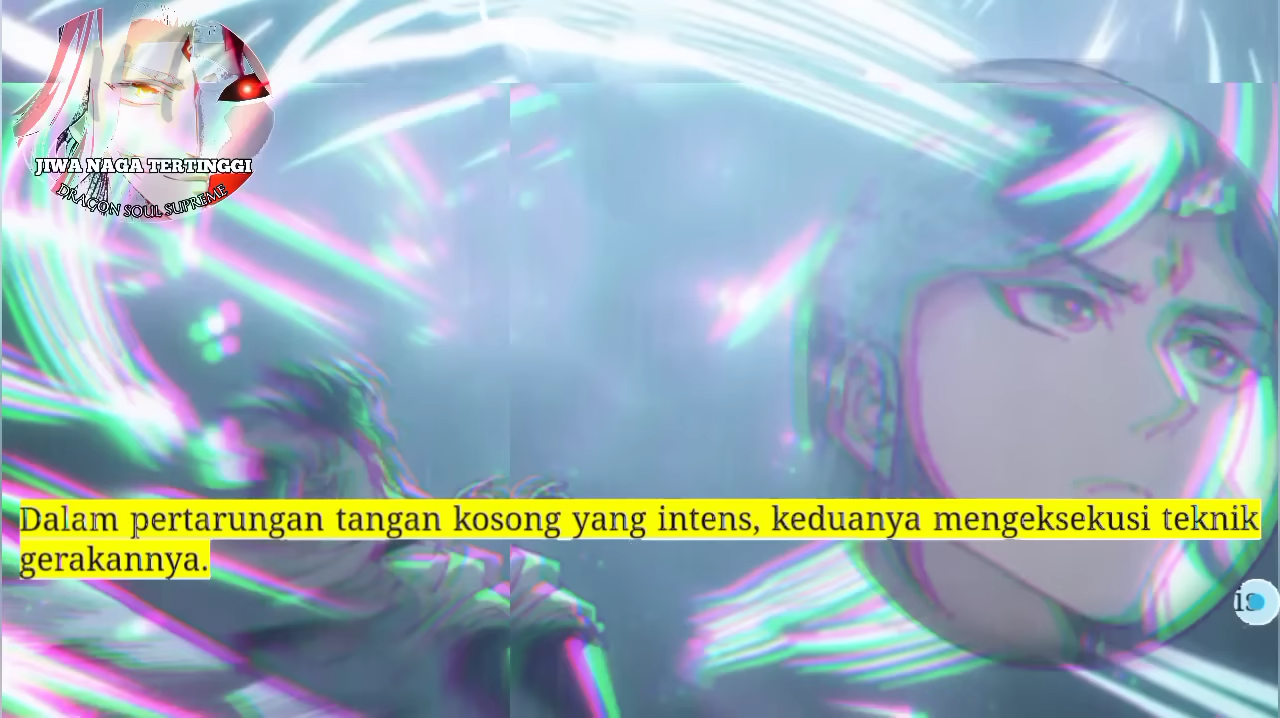 JIWA NAGA TERTINGGI
DRAGON SOUL SUPREME
Dalam pertarungan tangan kosong yang intens, keduanya mengeksekusi teknik
gerakannya.